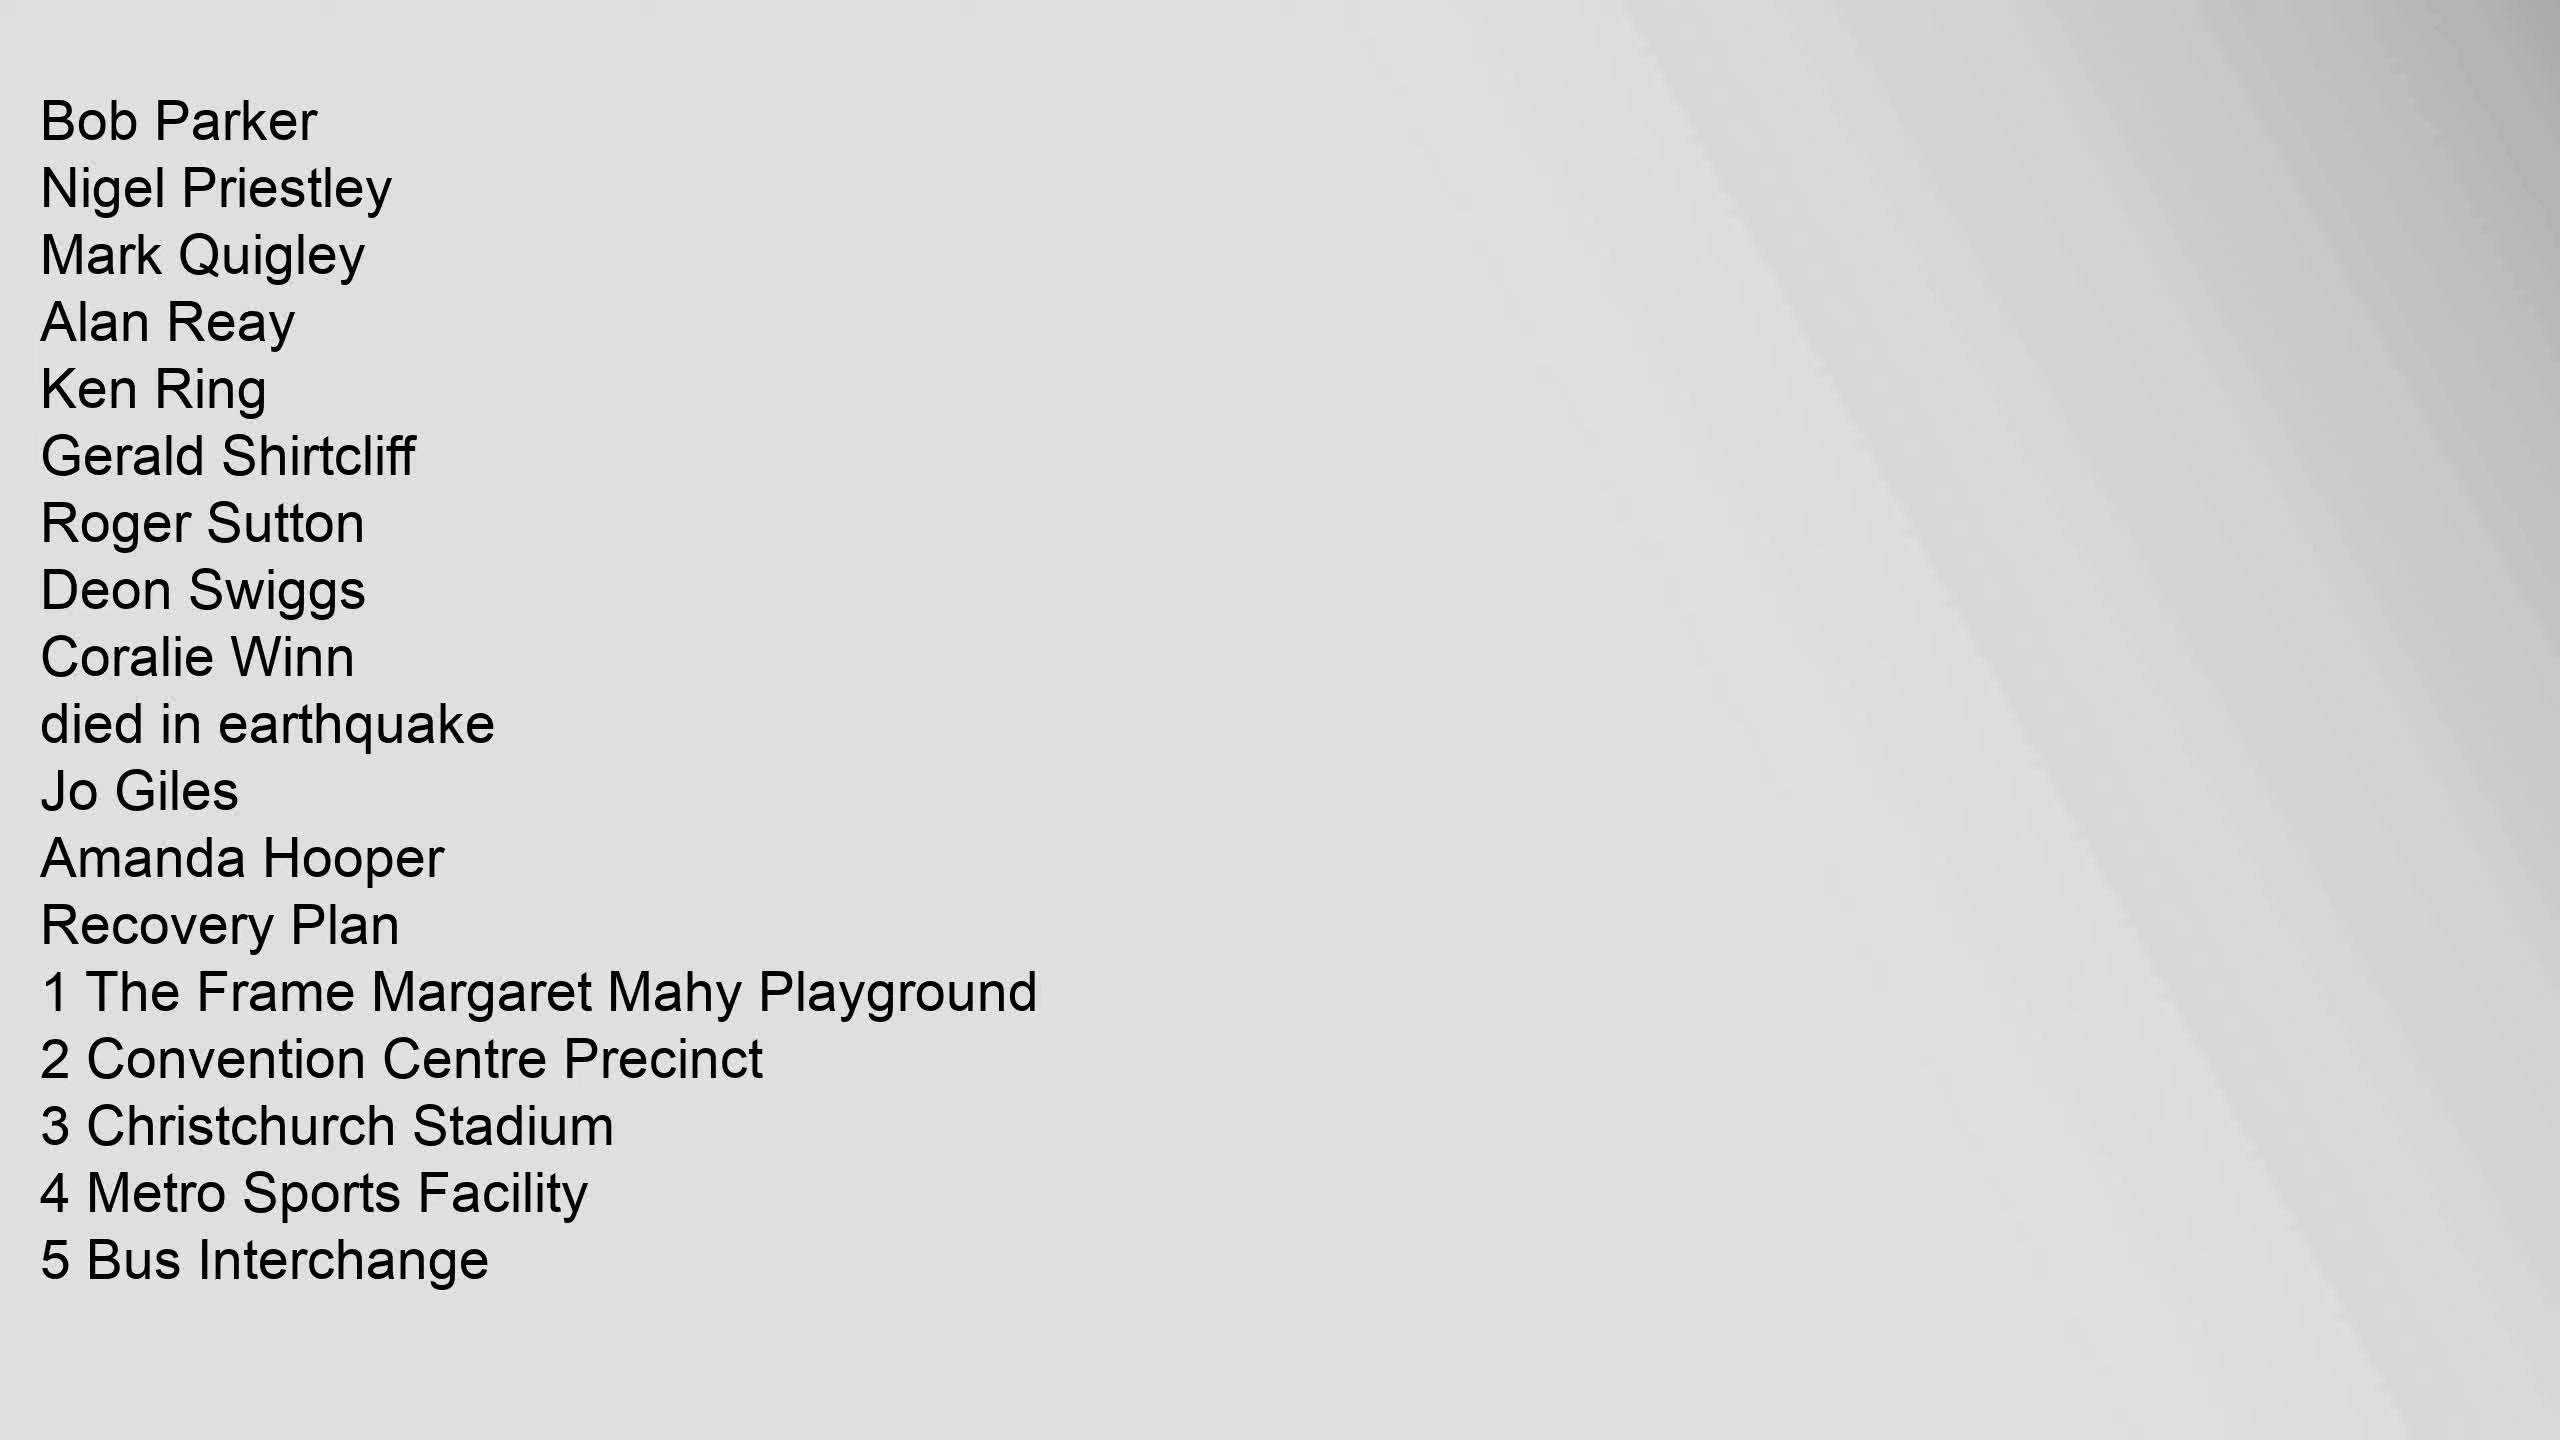 Bob Parker
Nigel Priestley
Mark Quigley
Alan Reay
Ken Ring
Gerald Shirtcliff
Roger Sutton
Deon Swiggs
Coralie Winn
died in earthquake
Jo Giles
Amanda Hooper
Recovery Plan
1 The Frame Margaret Mahy Playground
2 Convention Centre Precinct
3 Christchurch Stadium
4 Metro Sports Facility
5 Bus Interchange